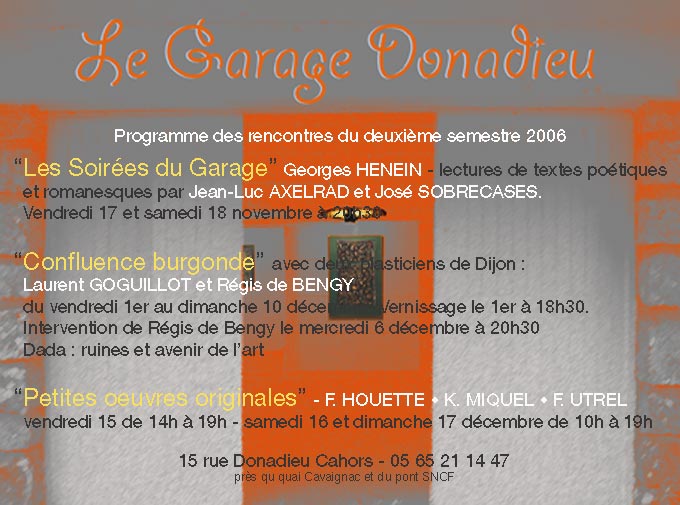 Le Garage Donadieu
Programme des rencontres du deuxième semestre 2006
“Les Soirées du Garage” Georges HENEIN - lectures de textes poétiques
et romanesques par Jean-Luc AXELRAD et José SOBRECASES.
Vendredi 17 et samedi 18 novembre à 20h30
“Confluence burgonde” avec deux plasticiens de Dijon :
Laurent GOGUILLOT et Régis de BENGY
du vendredi 1er au dimanche 10 déce Vernissage le 1er à 18h30.
Intervention de Régis de Bengy le mercredi 6 décembre à 20h30
Dada : ruines et avenir de l’art
“Petites oeuvres originales” - F. HOUETTE • K. MIQUEL • F. UTREL
vendredi 15 de 14h à 19h - samedi 16 et dimanche 17 décembre de 10h à 19h
15 rue Donadieu Cahors - 05 65 21 14 47
près qu quai Cavaignac et du pont SNCF